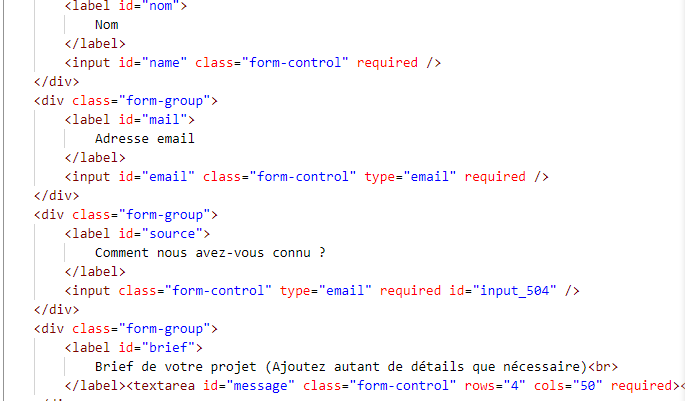 <label id="nom">
Nom
</label>
<input id="name" class="form-control" required />
</div>
<div class="form-group">
<label id="mail">
Adresse email
</label>
<input id="email" class="form-control" type="email" required />
</div>
<div class="form-group">
<label id="source">
Comment nous avez-vous connu ?
</label>
<input class="form-control" type="email" required id="input_504" />
</div>
<div class="form-group">
<label id="brief">
Brief de votre projet (Ajoutez autant de détails que nécessaire)<br>
</label><textarea id="message" class="form-control" rows="4" cols="50" required><